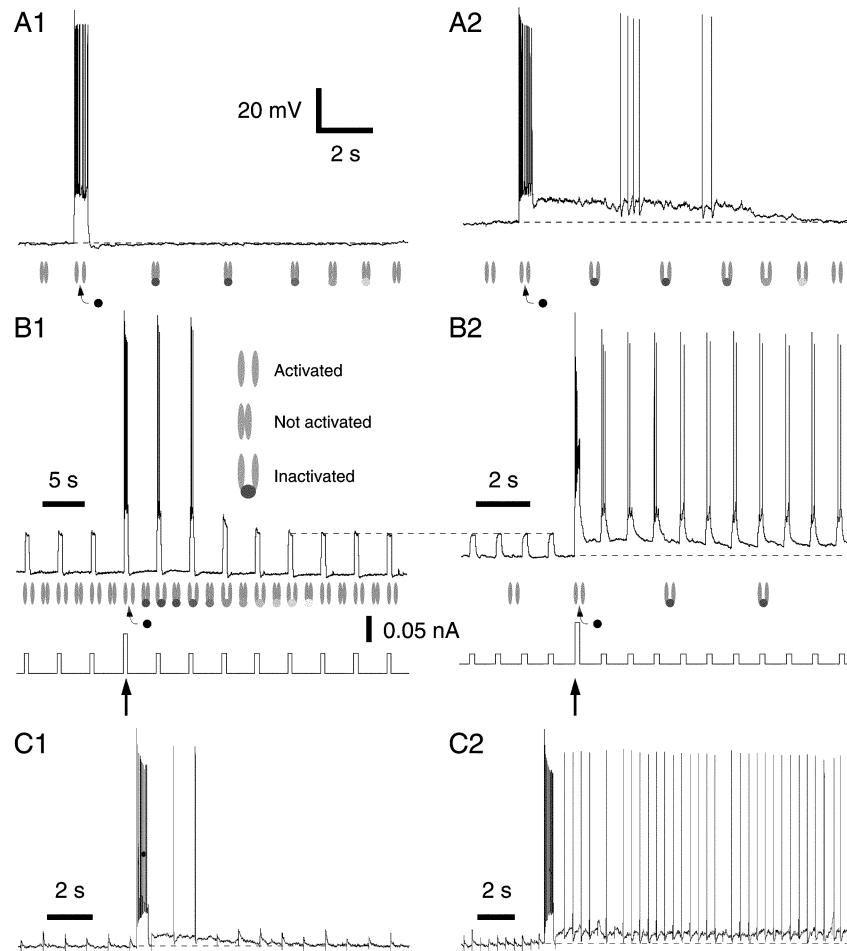 A1
A2
20 mV
2 s
B1
B2
Activated
Not activated
5 s
Inactivated
2 s
0.05 nA
C1
C2
2 s
2 s